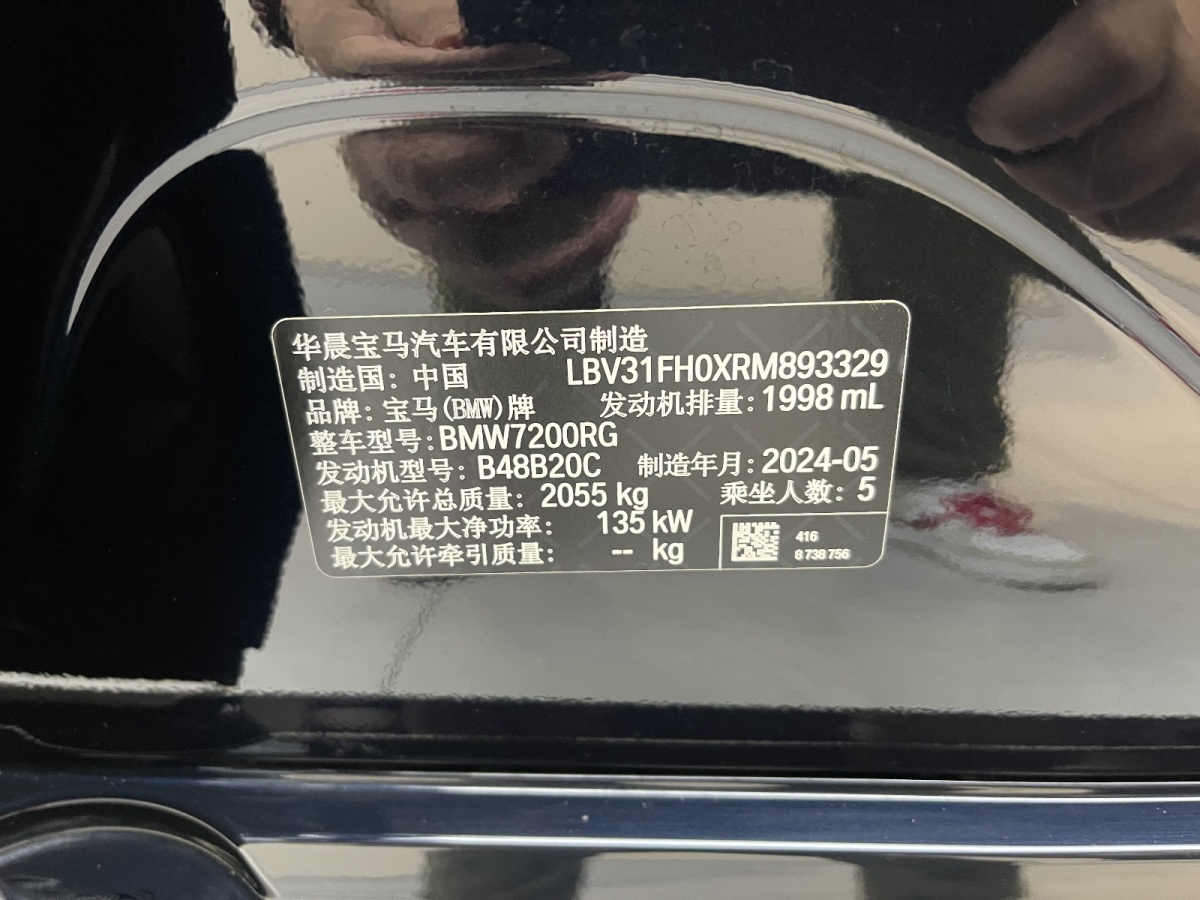 华晨宝马汽车有限公司制造
制造国：中国 LBV31FH0XRM893329
品牌：宝马(BMW)牌 发动机排量：1998 mL
整车型号：BMW7200RG
发动机型号：B48B20C 制造年月：2024-05
最大允许总质量：2055 kg 乘坐人数：5
发动机最大净功率：135 kW
最大允许牵引质量：-- kg
416
8 738 756